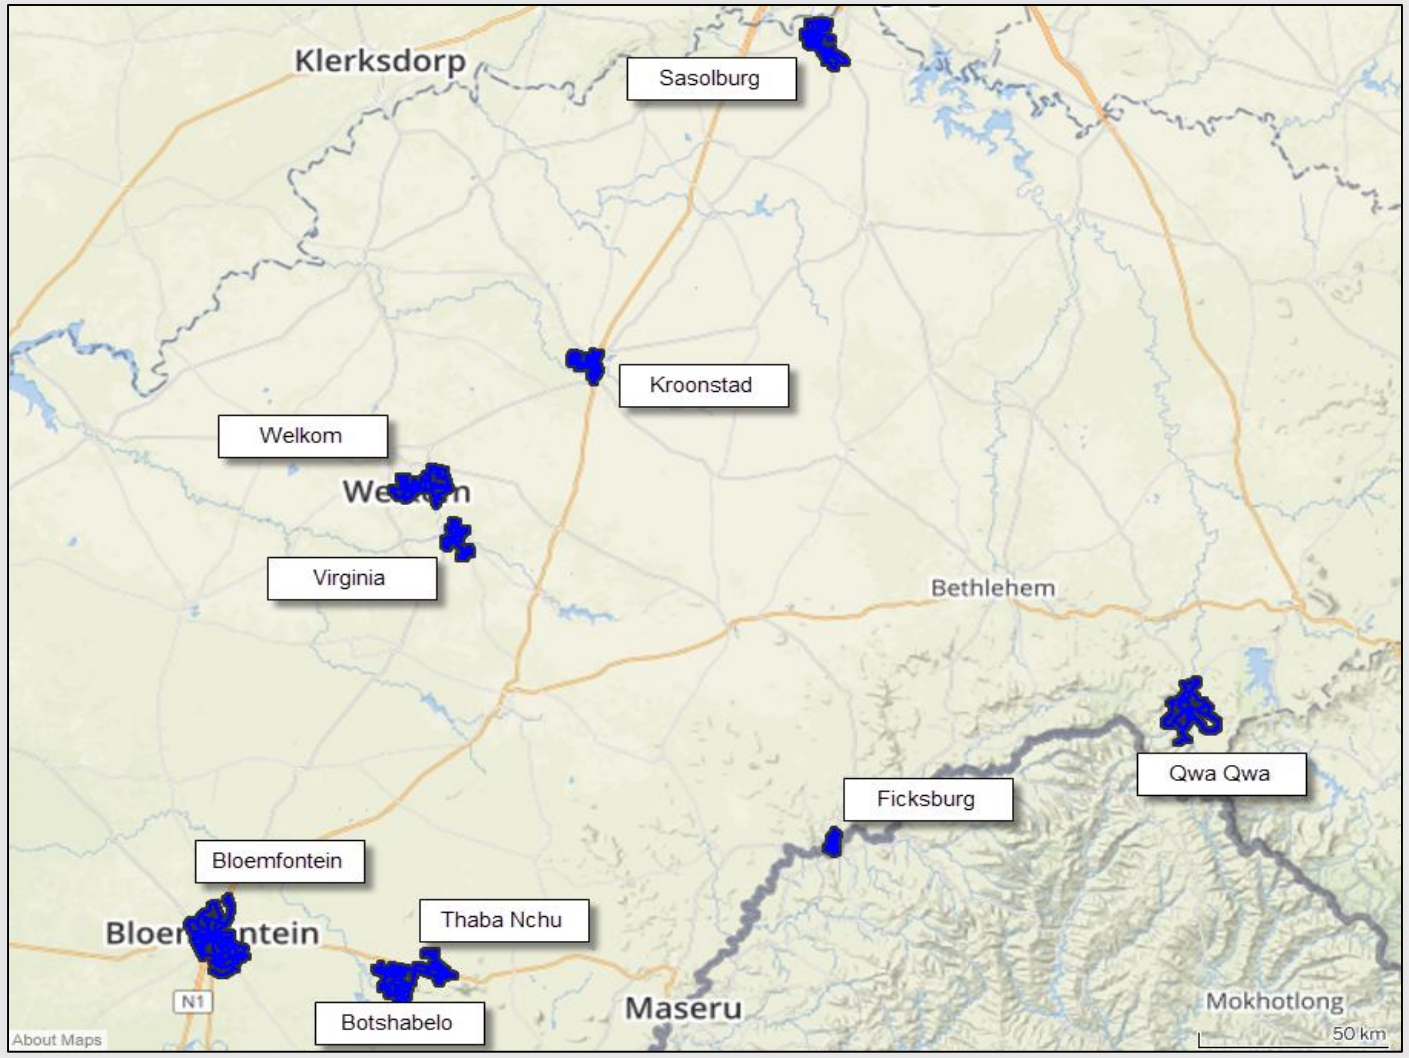 Klerksdorp
Sasolburg
Kroonstad
Welkom
Virginia
Bethlehem
Qwa Qwa
Ficksburg
Bloemfontein
Thaba Nchu
Botshabelo
N1
Maseru
Mokhotlong
50 km
About Maps